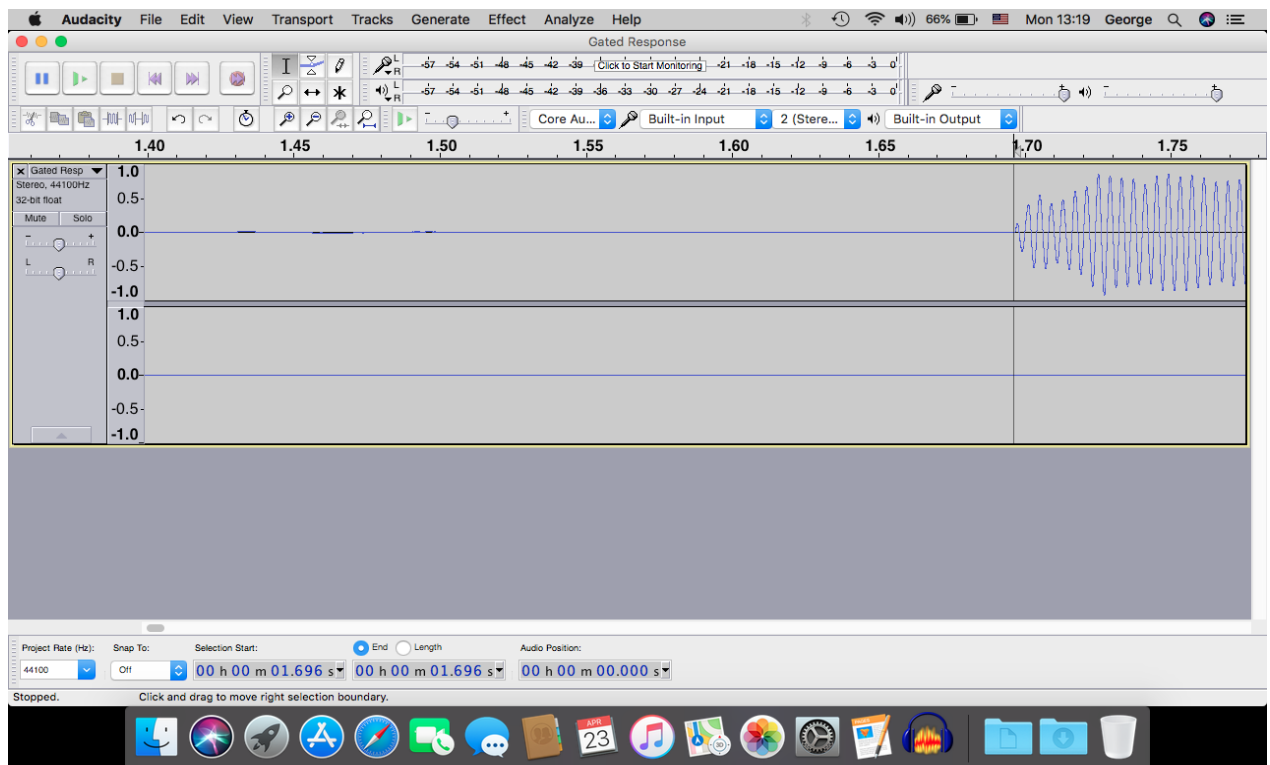 Audacity File Edit View Transport Tracks Generate Effect Analyze Help 66% Mon 13:19 George
Gated Response
L R -57 -54 -51 -48 -45 -42 -39 Click to Start Monitoring -21 -18 -15 -12 -9 -6 -3 0
L R -57 -54 -51 -48 -45 -42 -39 -36 -33 -30 -27 -24 -21 -18 -15 -12 -9 -6 -3 0
- + Core Au... Built-in Input 2 (Stere... Built-in Output
1.40 1.45 1.50 1.55 1.60 1.65 1.70 1.75
× Gated Resp 1.0
Stereo, 44100Hz
32-bit float 0.5-
Mute Solo
- + 0.0-
L R -0.5-
-1.0
1.0
0.5-
0.0-
-0.5-
-1.0
Project Rate (Hz): Snap To: Selection Start: End Length Audio Position:
44100 Off 00 h 00 m 01.696 s 00 h 00 m 01.696 s 00 h 00 m 00.000 s
Stopped. Click and drag to move right selection boundary.
APR
23
3D
PAGES